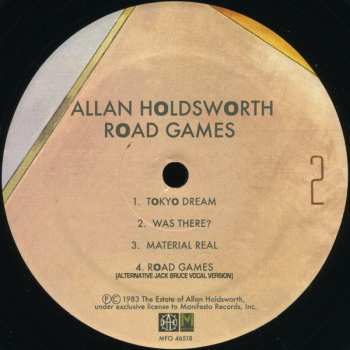 ALLAN HOLDSWORTH
ROAD GAMES
2
1. TOKYO DREAM
2. WAS THERE?
3. MATERIAL REAL
4. ROAD GAMES
[ALTERNATIVE JACK BRUCE VOCAL VERSION]
℗© 1983 The Estate of Allan Holdsworth,
under exclusive license to Manifesto Records, Inc.
MFO 46518